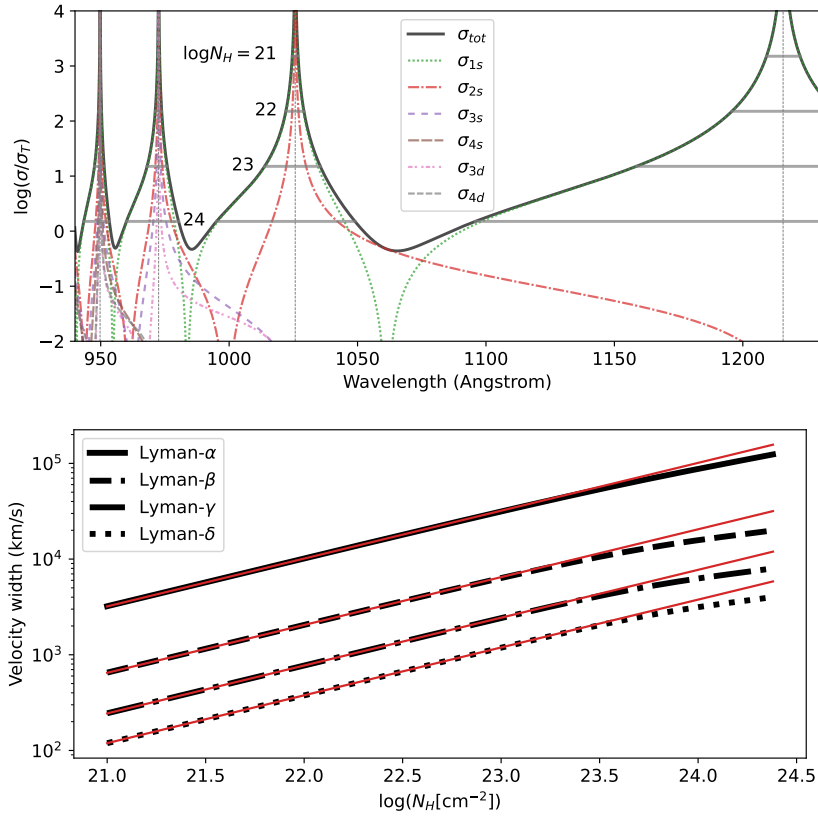 4
3
2
1
0
−1
−2
log(σ/σ_T)
logN_H = 21
22
23
24
σ_tot
σ_1s
σ_2s
σ_3s
σ_4s
σ_3d
σ_4d
950 1000 1050 1100 1150 1200
Wavelength (Angstrom)
10^5
10^4
10^3
10^2
Velocity width (km/s)
Lyman-α
Lyman-β
Lyman-γ
Lyman-δ
21.0 21.5 22.0 22.5 23.0 23.5 24.0 24.5
log(N_H[cm^−2])